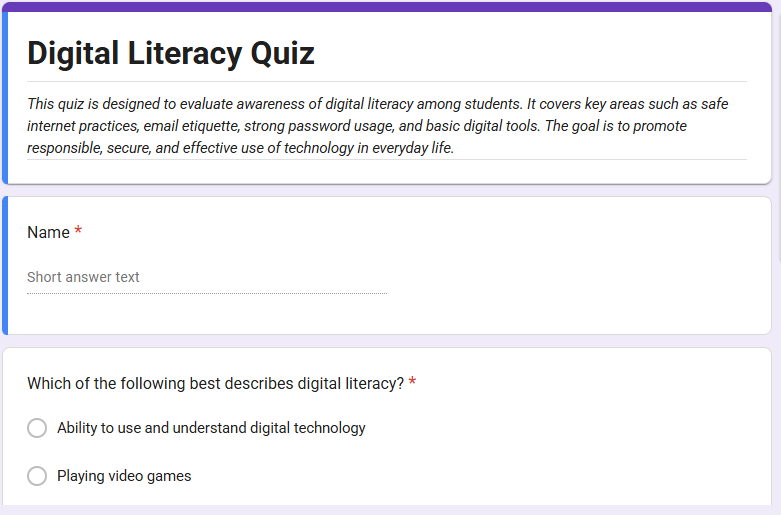 Digital Literacy Quiz
This quiz is designed to evaluate awareness of digital literacy among students. It covers key areas such as safe
internet practices, email etiquette, strong password usage, and basic digital tools. The goal is to promote
responsible, secure, and effective use of technology in everyday life.
Name *
Short answer text
Which of the following best describes digital literacy? *
Ability to use and understand digital technology
Playing video games